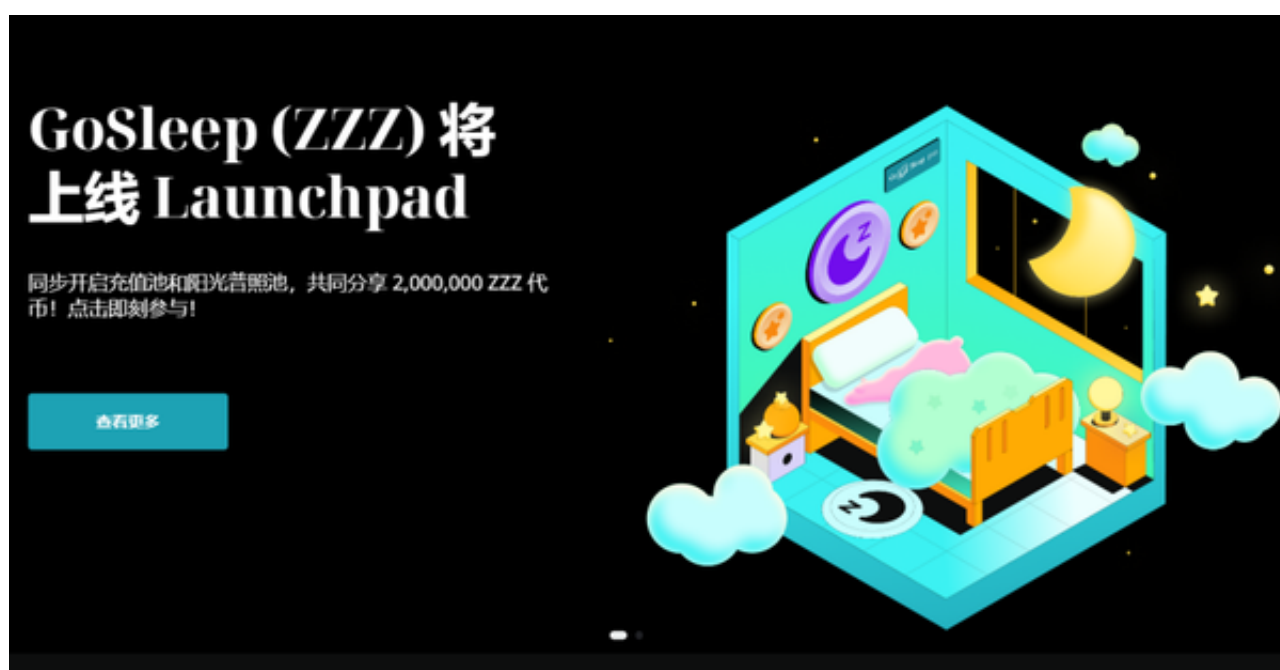 GoSleep (ZZZ) 将
上线 Launchpad
同步开启充值池和阳光普照池，共同分享 2,000,000 ZZZ 代
币！点击即刻参与！
查看更多